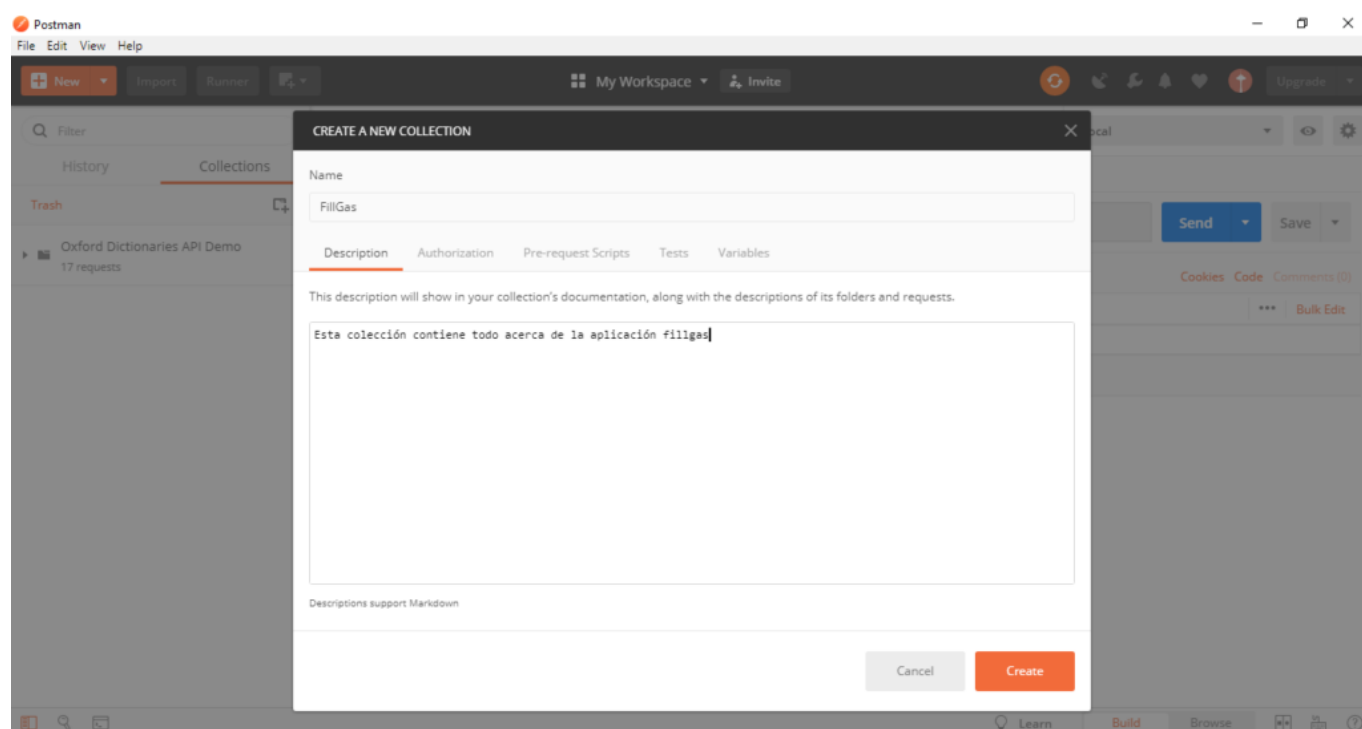 Postman
File Edit View Help
New Import Runner My Workspace Invite Upgrade
Filter
CREATE A NEW COLLECTION
ocal
History Collections
Name
Trash
FillGas
Send Save
Oxford Dictionaries API Demo
17 requests
Description Authorization Pre-request Scripts Tests Variables
Cookies Code Comments (0)
This description will show in your collection's documentation, along with the descriptions of its folders and requests.
Bulk Edit
Esta colección contiene todo acerca de la aplicación fillgas
Descriptions support Markdown
Cancel Create
Learn Build Browse